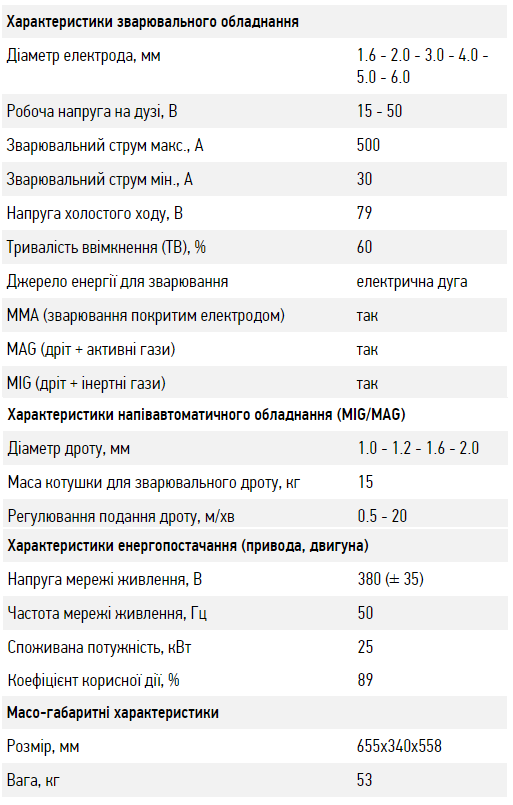 Характеристики зварювального обладнання
Діаметр електрода, мм 1.6 - 2.0 - 3.0 - 4.0 -
5.0 - 6.0
Робоча напруга на дузі, В 15 - 50
Зварювальний струм макс., А 500
Зварювальний струм мін., А 30
Напруга холостого ходу, В 79
Тривалість ввімкнення (ТВ), % 60
Джерело енергії для зварювання електрична дуга
MMA (зварювання покритим електродом) так
MAG (дріт + активні гази) так
MIG (дріт + інертні гази) так
Характеристики напівавтоматичного обладнання (MIG/MAG)
Діаметр дроту, мм 1.0 - 1.2 - 1.6 - 2.0
Маса котушки для зварювального дроту, кг 15
Регулювання подання дроту, м/хв 0.5 - 20
Характеристики енергопостачання (привода, двигуна)
Напруга мережі живлення, В 380 (± 35)
Частота мережі живлення, Гц 50
Споживана потужність, кВт 25
Коефіцієнт корисної дії, % 89
Масо-габаритні характеристики
Розмір, мм 655х340х558
Вага, кг 53